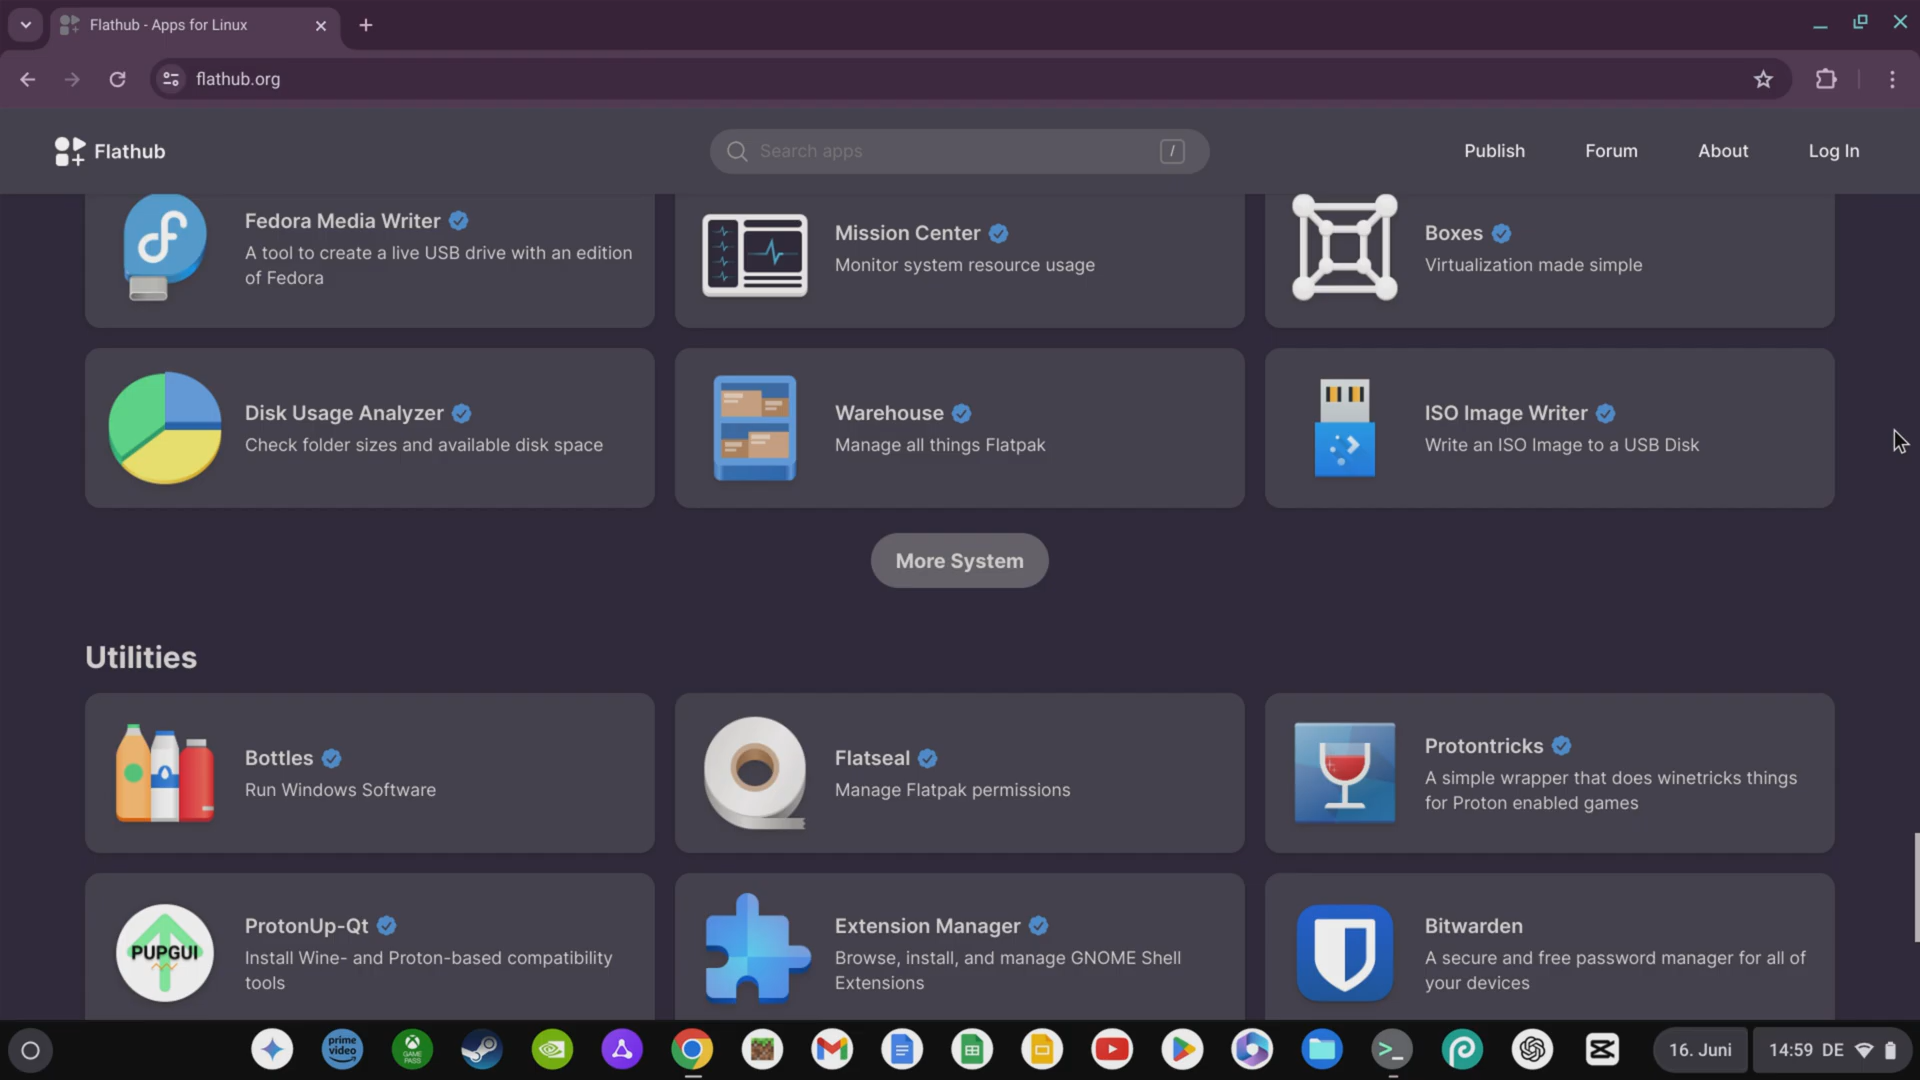 Flathub - Apps for Linux
flathub.org
Flathub
Search apps
/
Publish
Forum
About
Log In
Fedora Media Writer
A tool to create a live USB drive with an edition
of Fedora
Mission Center
Monitor system resource usage
Boxes
Virtualization made simple
Disk Usage Analyzer
Check folder sizes and available disk space
Warehouse
Manage all things Flatpak
ISO Image Writer
Write an ISO Image to a USB Disk
More System
Utilities
Bottles
Run Windows Software
Flatseal
Manage Flatpak permissions
Protontricks
A simple wrapper that does winetricks things
for Proton enabled games
PUPGUI
ProtonUp-Qt
Install Wine- and Proton-based compatibility
tools
Extension Manager
Browse, install, and manage GNOME Shell
Extensions
Bitwarden
A secure and free password manager for all of
your devices
prime
video
GAME
PASS
16. Juni
14:59 DE